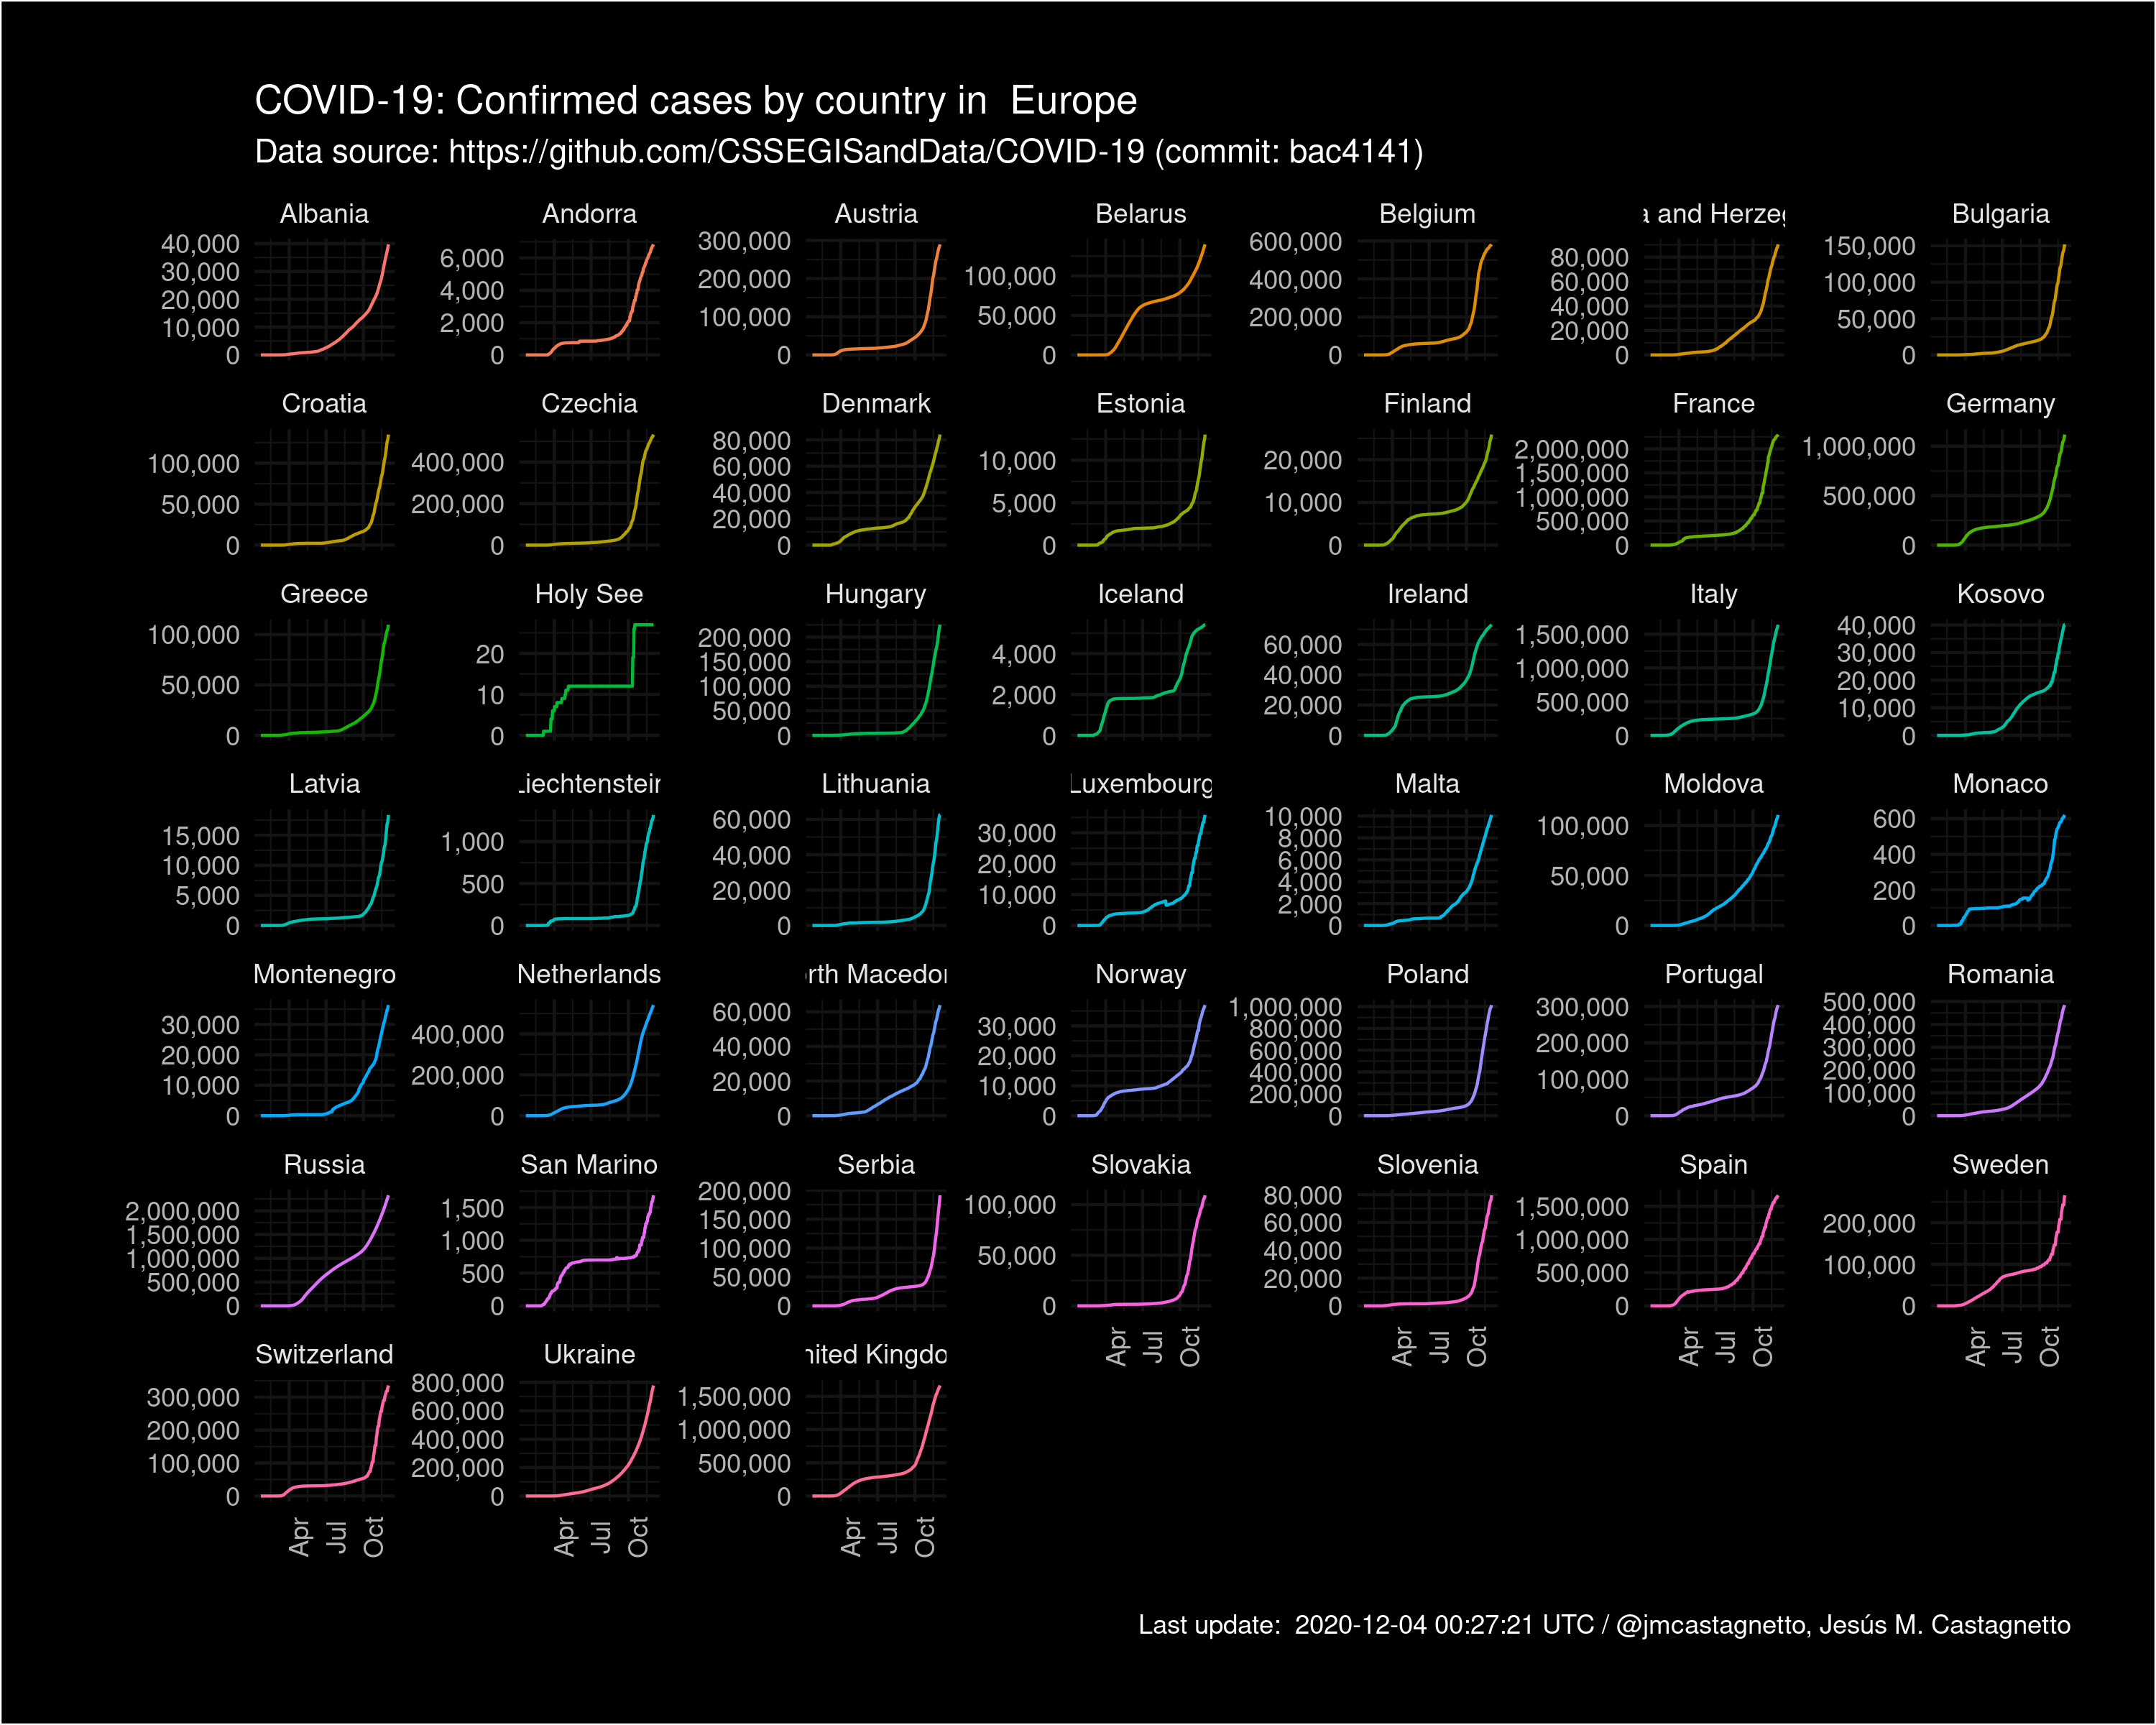 COVID-19: Confirmed cases by country in  Europe
Data source: https://github.com/CSSEGISandData/COVID-19 (commit: bac4141)
Albania
40,000
30,000
20,000
10,000
0
Andorra
6,000
4,000
2,000
0
Austria
300,000
200,000
100,000
0
Belarus
100,000
50,000
0
Belgium
600,000
400,000
200,000
0
a and Herzeg
80,000
60,000
40,000
20,000
0
Bulgaria
150,000
100,000
50,000
0
Croatia
100,000
50,000
0
Czechia
400,000
200,000
0
Denmark
80,000
60,000
40,000
20,000
0
Estonia
10,000
5,000
0
Finland
20,000
10,000
0
France
2,000,000
1,500,000
1,000,000
500,000
0
Germany
1,000,000
500,000
0
Greece
100,000
50,000
0
Holy See
20
10
0
Hungary
200,000
150,000
100,000
50,000
0
Iceland
4,000
2,000
0
Ireland
60,000
40,000
20,000
0
Italy
1,500,000
1,000,000
500,000
0
Kosovo
40,000
30,000
20,000
10,000
0
Latvia
15,000
10,000
5,000
0
Liechtenstein
1,000
500
0
Lithuania
60,000
40,000
20,000
0
Luxembourg
30,000
20,000
10,000
0
Malta
10,000
8,000
6,000
4,000
2,000
0
Moldova
100,000
50,000
0
Monaco
600
400
200
0
Montenegro
30,000
20,000
10,000
0
Netherlands
400,000
200,000
0
rth Macedon
60,000
40,000
20,000
0
Norway
30,000
20,000
10,000
0
Poland
1,000,000
800,000
600,000
400,000
200,000
0
Portugal
300,000
200,000
100,000
0
Romania
500,000
400,000
300,000
200,000
100,000
0
Russia
2,000,000
1,500,000
1,000,000
500,000
0
San Marino
1,500
1,000
500
0
Serbia
200,000
150,000
100,000
50,000
0
Slovakia
100,000
50,000
0
Apr
Jul
Oct
Slovenia
80,000
60,000
40,000
20,000
0
Apr
Jul
Oct
Spain
1,500,000
1,000,000
500,000
0
Apr
Jul
Oct
Sweden
200,000
100,000
0
Apr
Jul
Oct
Switzerland
300,000
200,000
100,000
0
Apr
Jul
Oct
Ukraine
800,000
600,000
400,000
200,000
0
Apr
Jul
Oct
nited Kingdo
1,500,000
1,000,000
500,000
0
Apr
Jul
Oct
Last update:  2020-12-04 00:27:21 UTC / @jmcastagnetto, Jesús M. Castagnetto